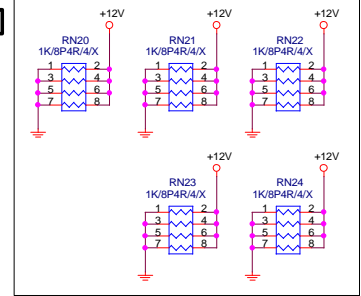 +12V +12V +12V
RN20 RN21 RN22
1K/8P4R/4/X 1K/8P4R/4/X 1K/8P4R/4/X
1 2 1 2 1 2
3 4 3 4 3 4
5 6 5 6 5 6
7 8 7 8 7 8
+12V +12V
RN23 RN24
1K/8P4R/4/X 1K/8P4R/4/X
1 2 1 2
3 4 3 4
5 6 5 6
7 8 7 8